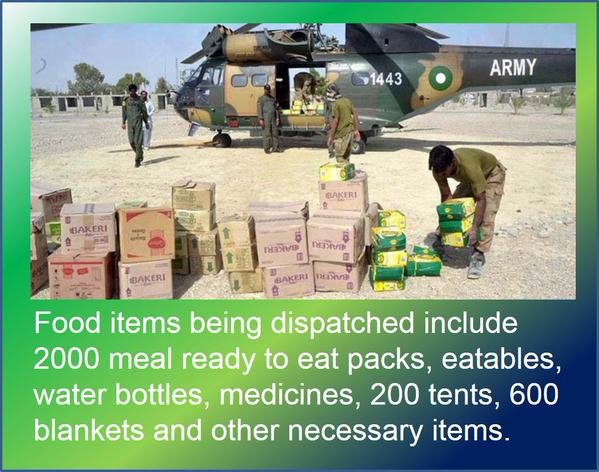 ARMY
1443
BAKERI
BAKERI
BAKERI
BAKERI
BAKERI
Food items being dispatched include
2000 meal ready to eat packs, eatables,
water bottles, medicines, 200 tents, 600
blankets and other necessary items.